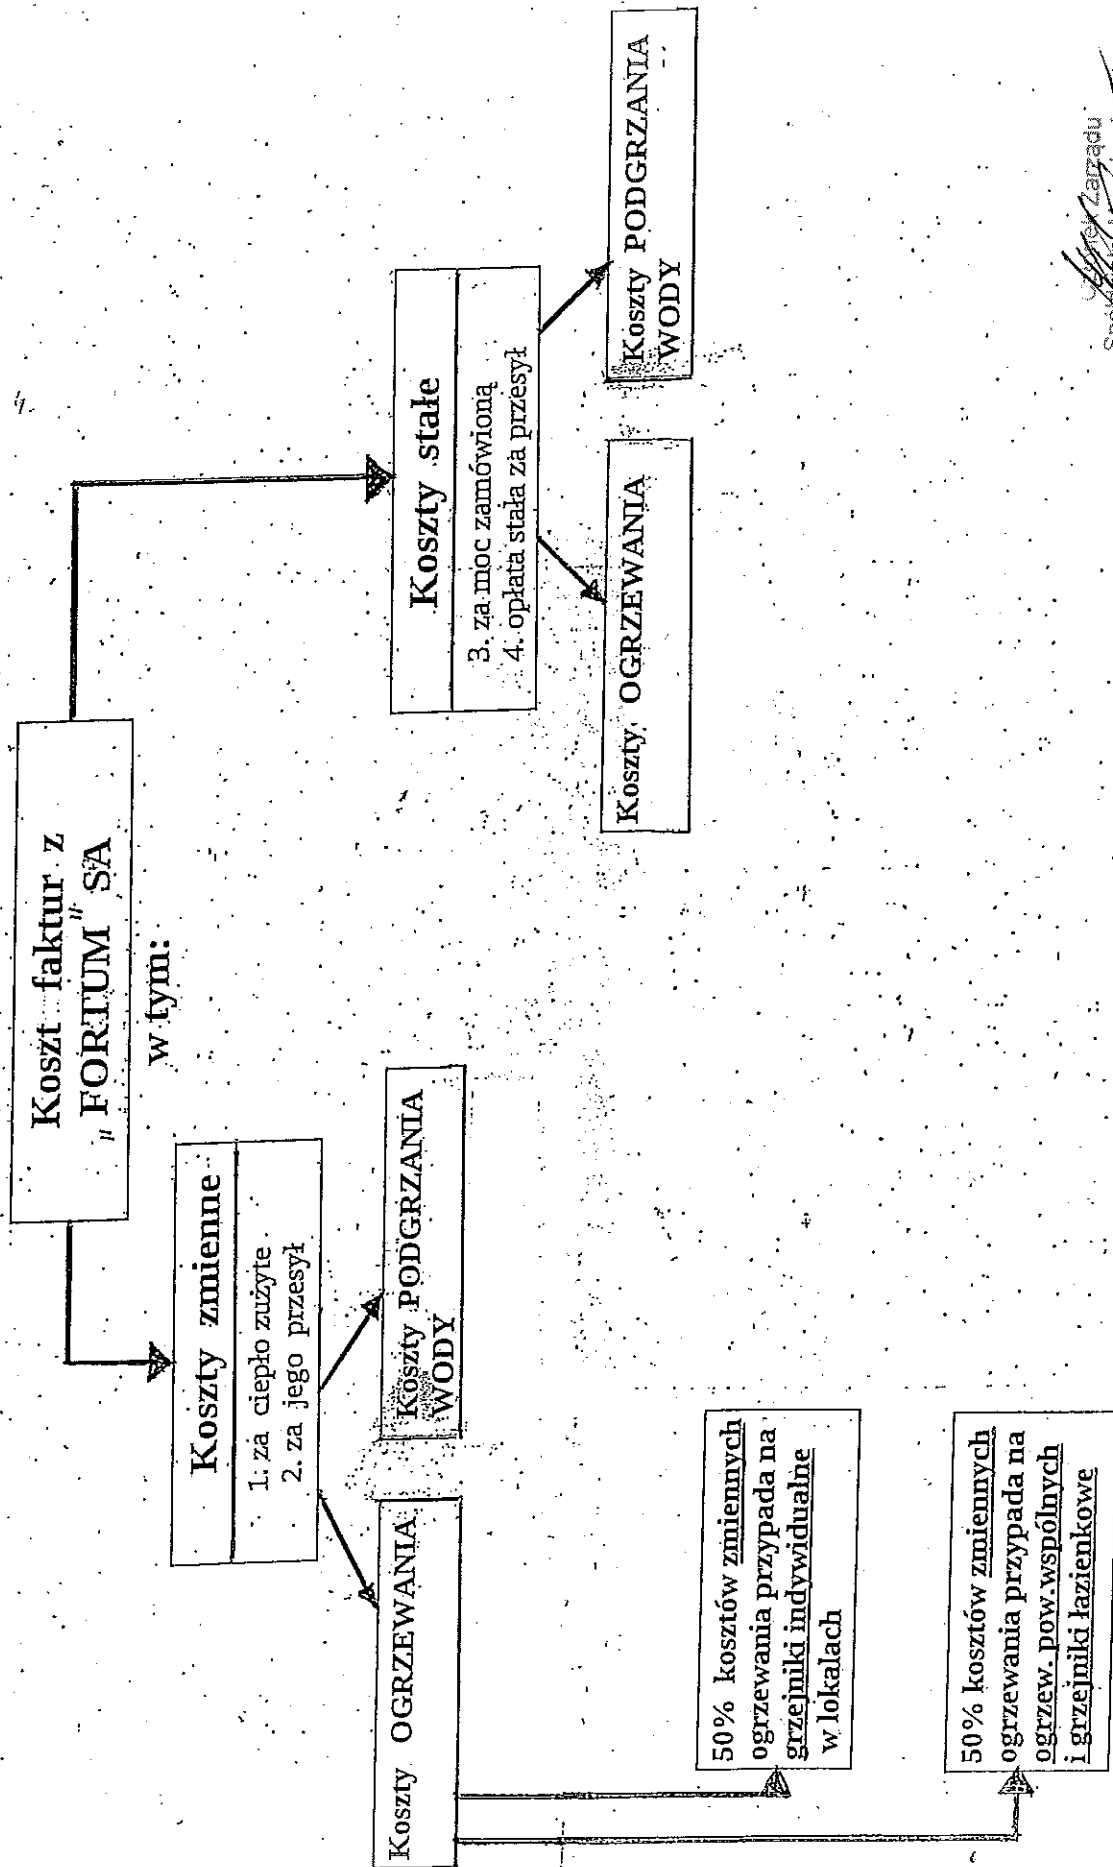 Koszt faktur z
„FORTUM" SA
w tym:
Koszty zmienne
1. za ciepło zużyte
2. za jego przesył
Koszty OGRZEWANIA
Koszty PODGRZANIA
WODY
50% kosztów zmiennych
ogrzewania przypada na
grzejniki indywidualne
w lokalach
50% kosztów zmiennych
ogrzewania przypada na
ogrzew. pow.wspólnych
i grzejniki łazienkowe
Koszty stałe
3. za moc zamówioną
4. opłata stała za przesył
Koszty OGRZEWANIA
Koszty PODGRZANIA
WODY
Zarządu